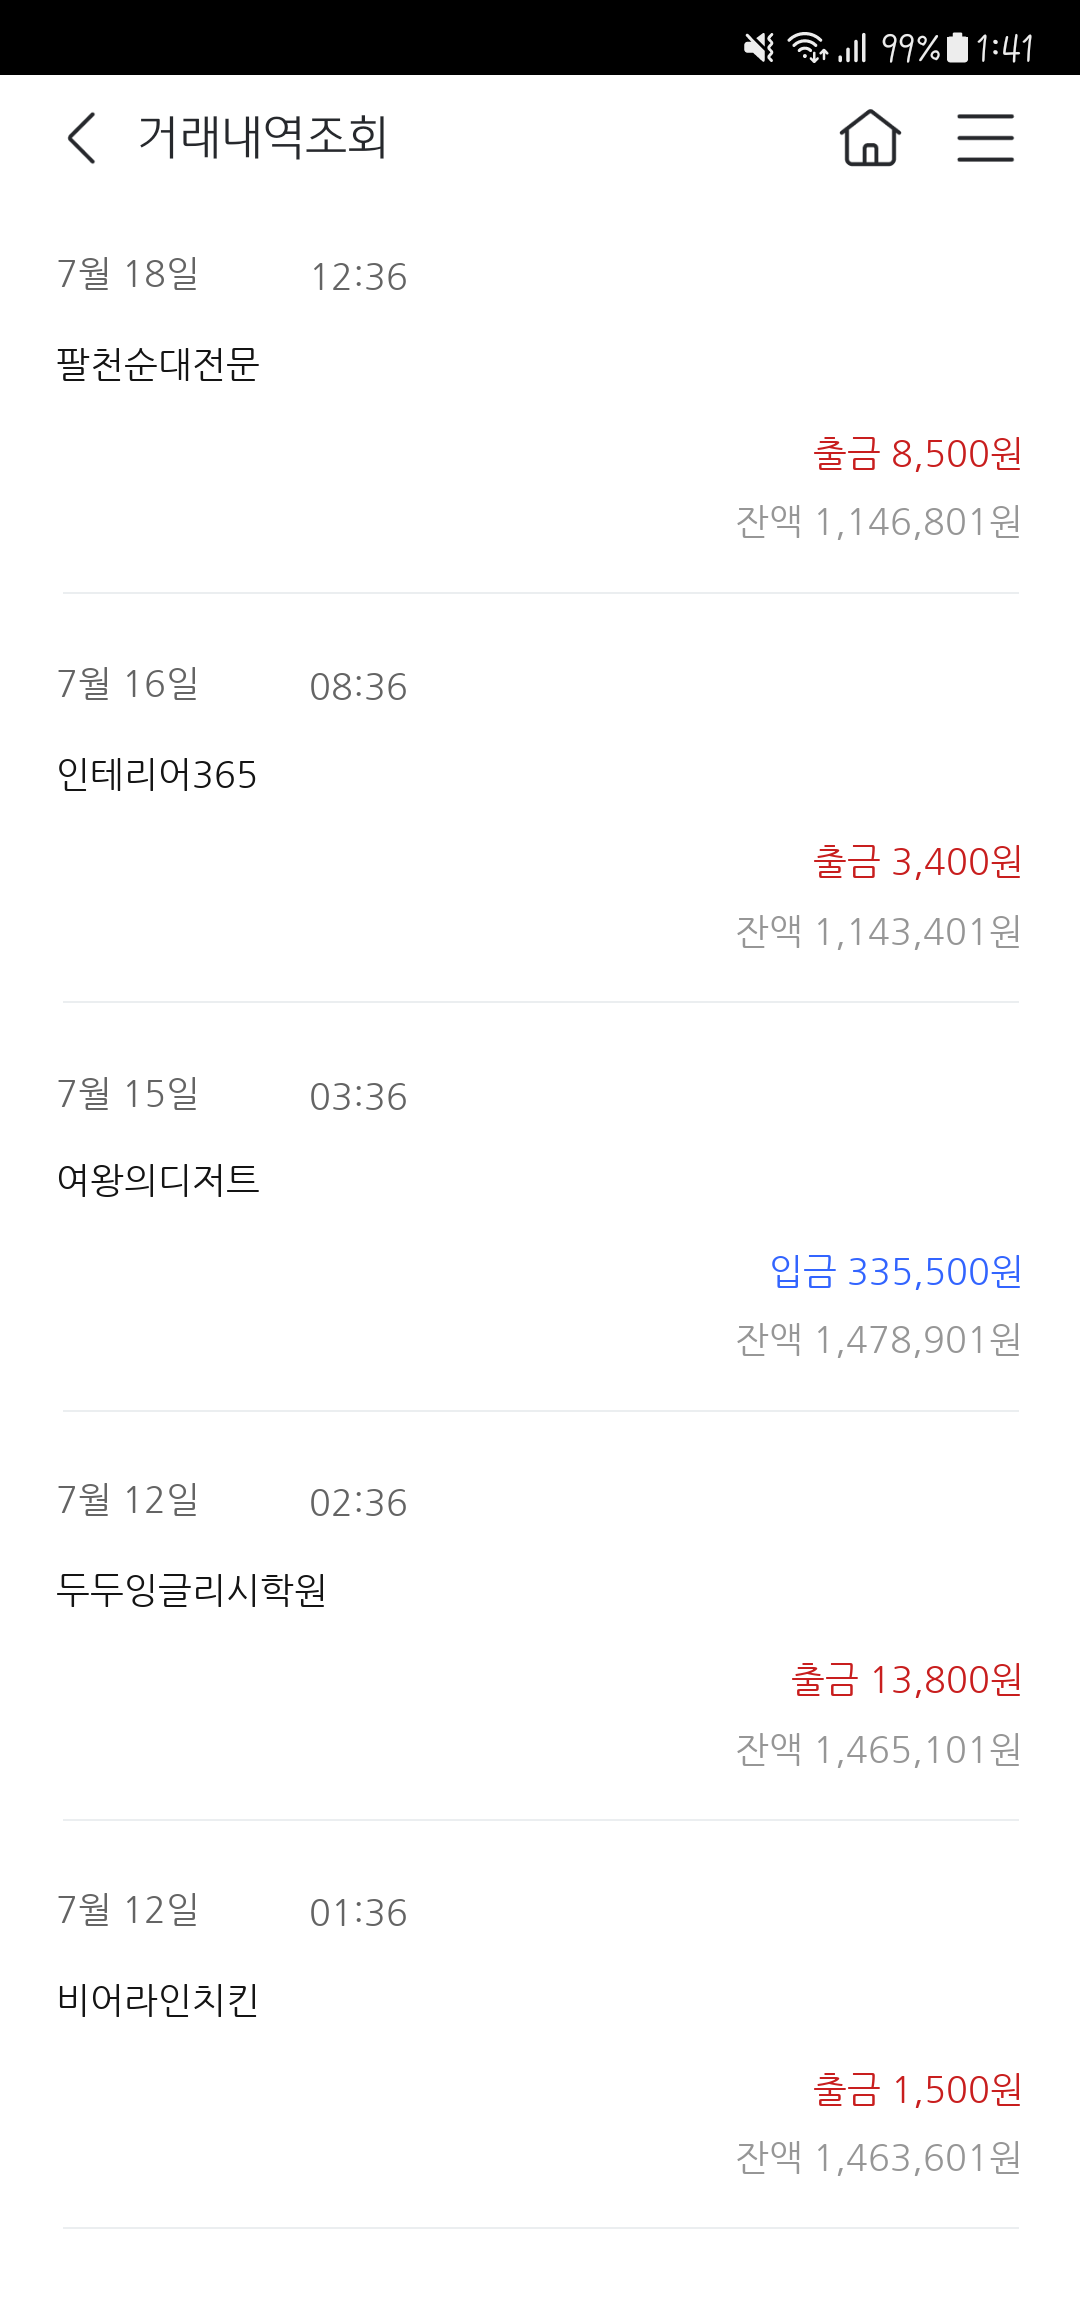 99% 1:41
거래내역조회
7월 18일 12:36
팔천순대전문
출금 8,500원
잔액 1,146,801원
7월 16일 08:36
인테리어365
출금 3,400원
잔액 1,143,401원
7월 15일 03:36
여왕의디저트
입금 335,500원
잔액 1,478,901원
7월 12일 02:36
두두잉글리시학원
출금 13,800원
잔액 1,465,101원
7월 12일 01:36
비어라인치킨
출금 1,500원
잔액 1,463,601원